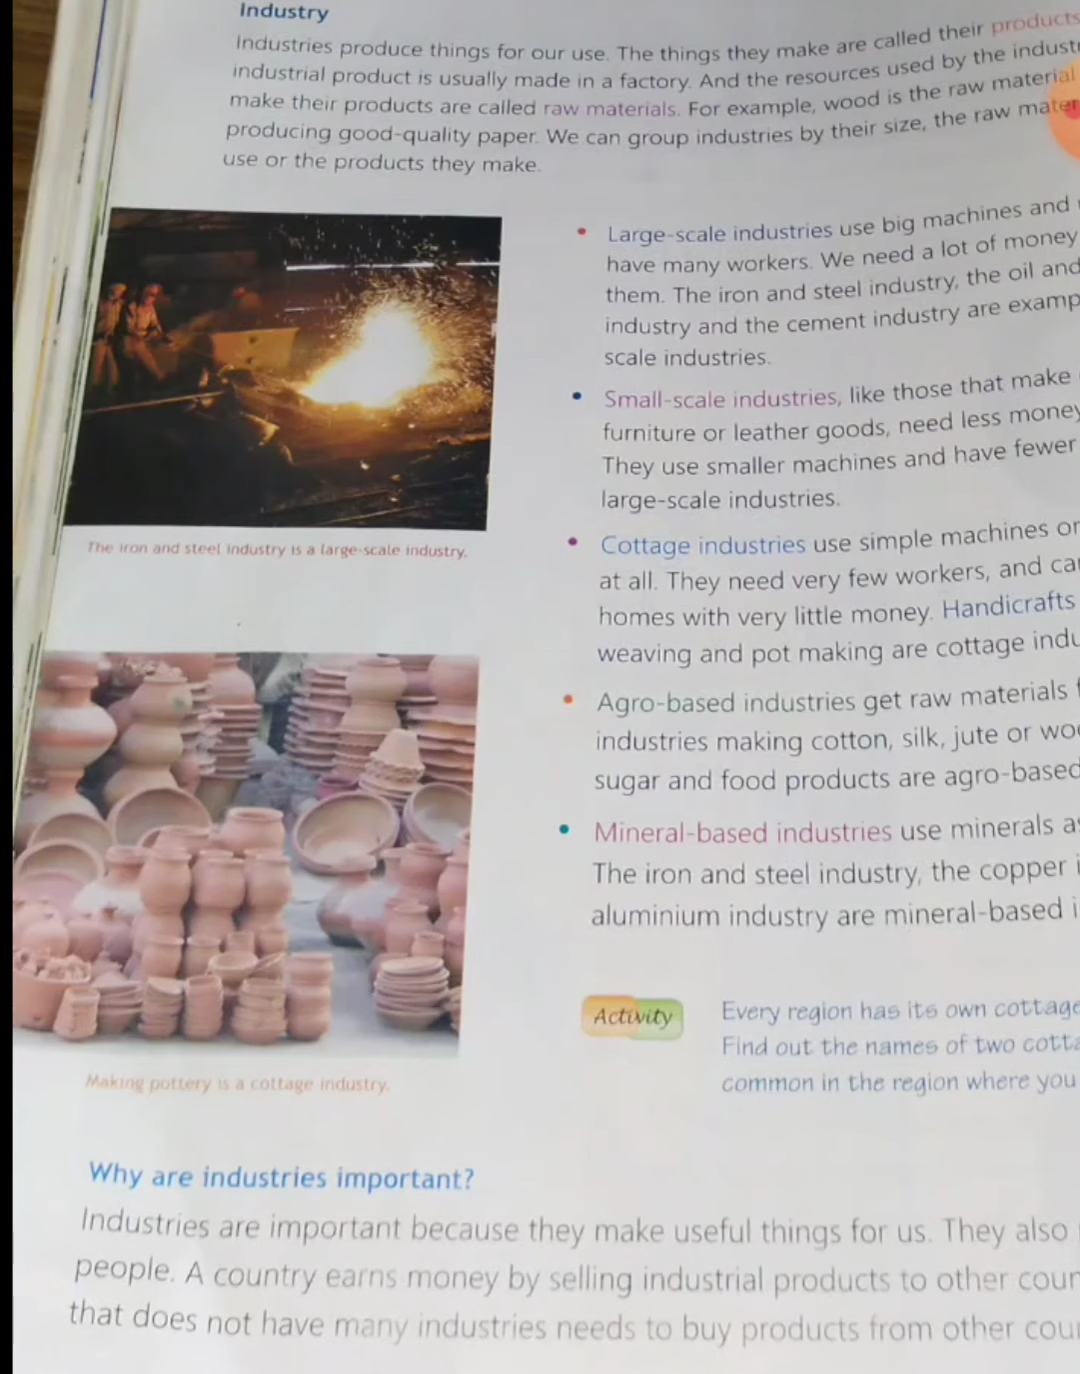 Industry
Industries produce things for our use. The things they make are called their products
industrial product is usually made in a factory. And the resources used by the
make their products are called raw materials. For example, wood is the raw material
producing good-quality paper. We can group industries by their size, the raw
use or the products they make.
Large-scale industries use big machines and
have many workers. We need a lot of money
them. The iron and steel industry, the oil and
industry and the cement industry are
scale industries.
Small-scale industries, like those that make
furniture or leather goods, need less money
They use smaller machines and have fewer
large-scale industries.
Cottage industries use simple machines or
at all. They need very few workers, and
homes with very little money. Handicrafts
weaving and pot making are cottage
Agro-based industries get raw materials
industries making cotton, silk, jute or
sugar and food products are agro-based
Mineral-based industries use minerals
The iron and steel industry, the copper
aluminium industry are mineral-based
The iron and steel industry is a large-scale industry.
Making pottery is a cottage industry.
Activity
Every region has its own cottage
Find out the names of two
common in the region where you
Why are industries important?
Industries are important because they make useful things for us. They also
people. A country earns money by selling industrial products to other
that does not have many industries needs to buy products from other